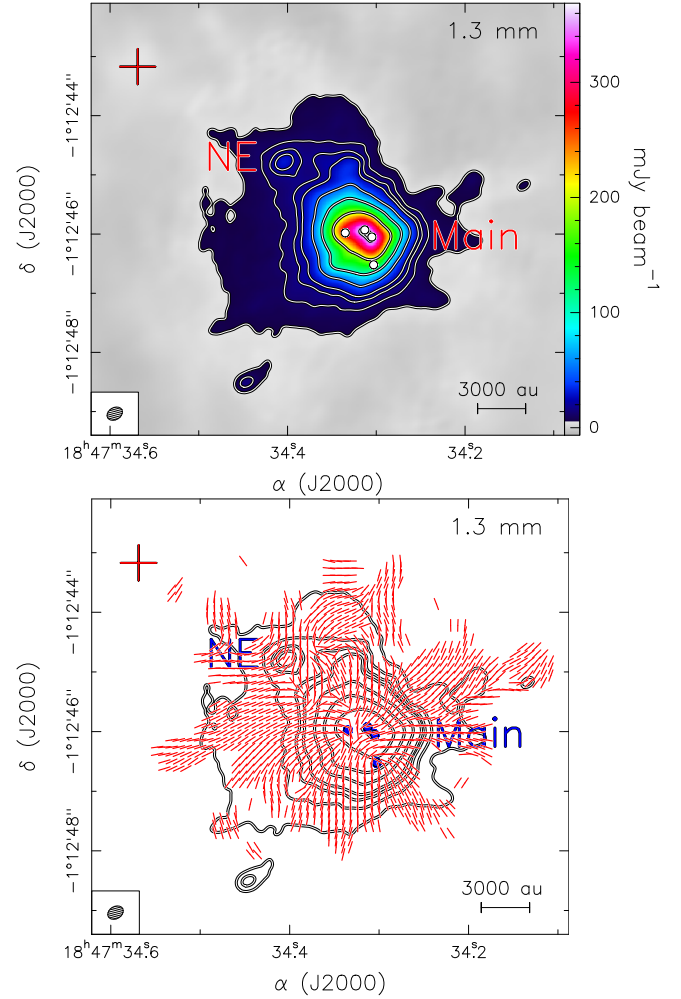 1.3 mm
NE
Main
3000 au
−1°12'44"
−1°12'46"
−1°12'48"
δ (J2000)
18ʰ47ᵐ34ˢ.6
34ˢ.4
34ˢ.2
α (J2000)
300
200
100
0
mJy beam⁻¹
1.3 mm
NE
Main
3000 au
−1°12'44"
−1°12'46"
−1°12'48"
δ (J2000)
18ʰ47ᵐ34ˢ.6
34ˢ.4
34ˢ.2
α (J2000)